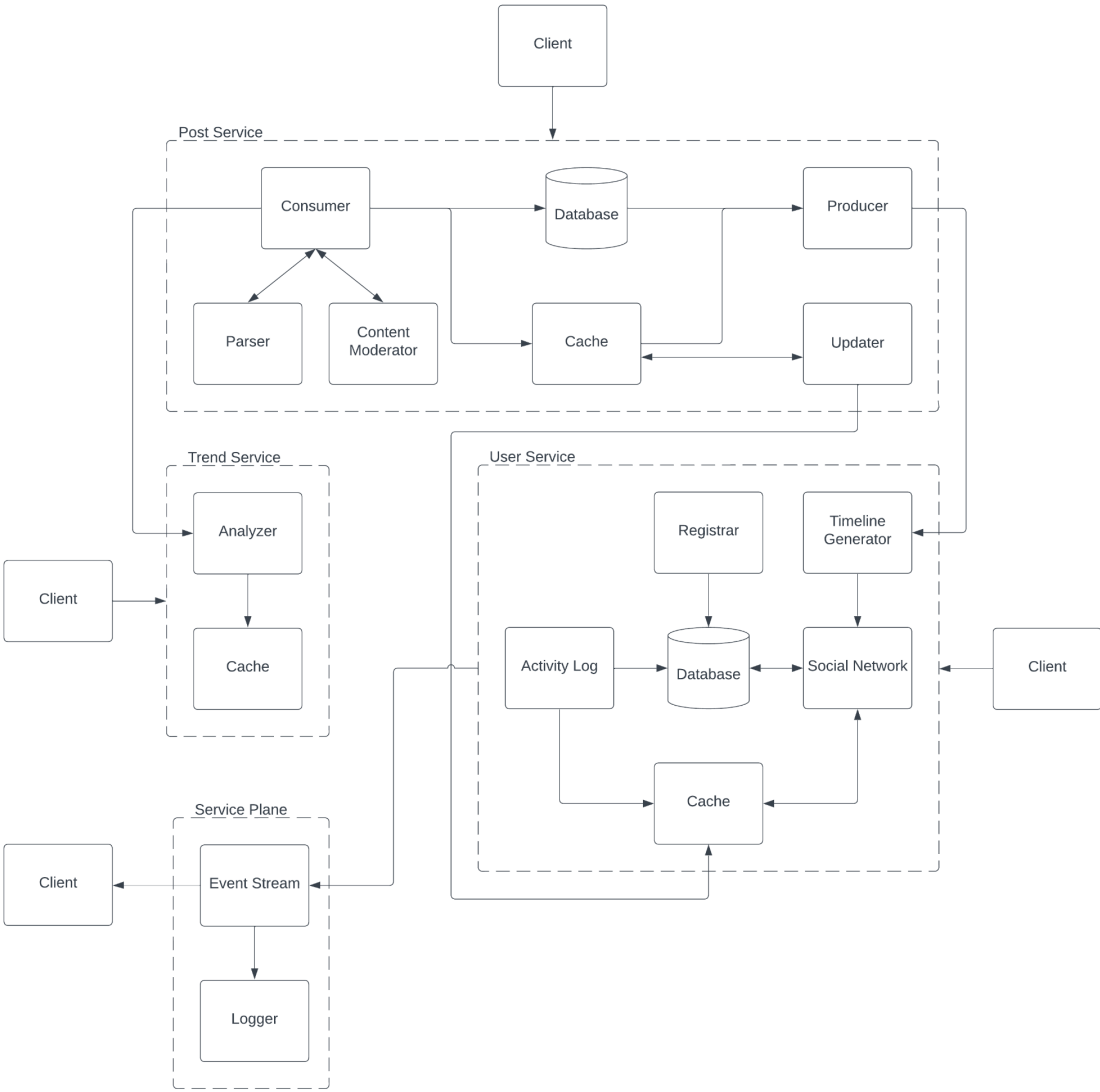 Client
Post Service
Consumer
Database
Producer
Parser
Content
Moderator
Cache
Updater
Trend Service
User Service
Analyzer
Registrar
Timeline
Generator
Client
Cache
Activity Log
Database
Social Network
Client
Cache
Service Plane
Client
Event Stream
Logger